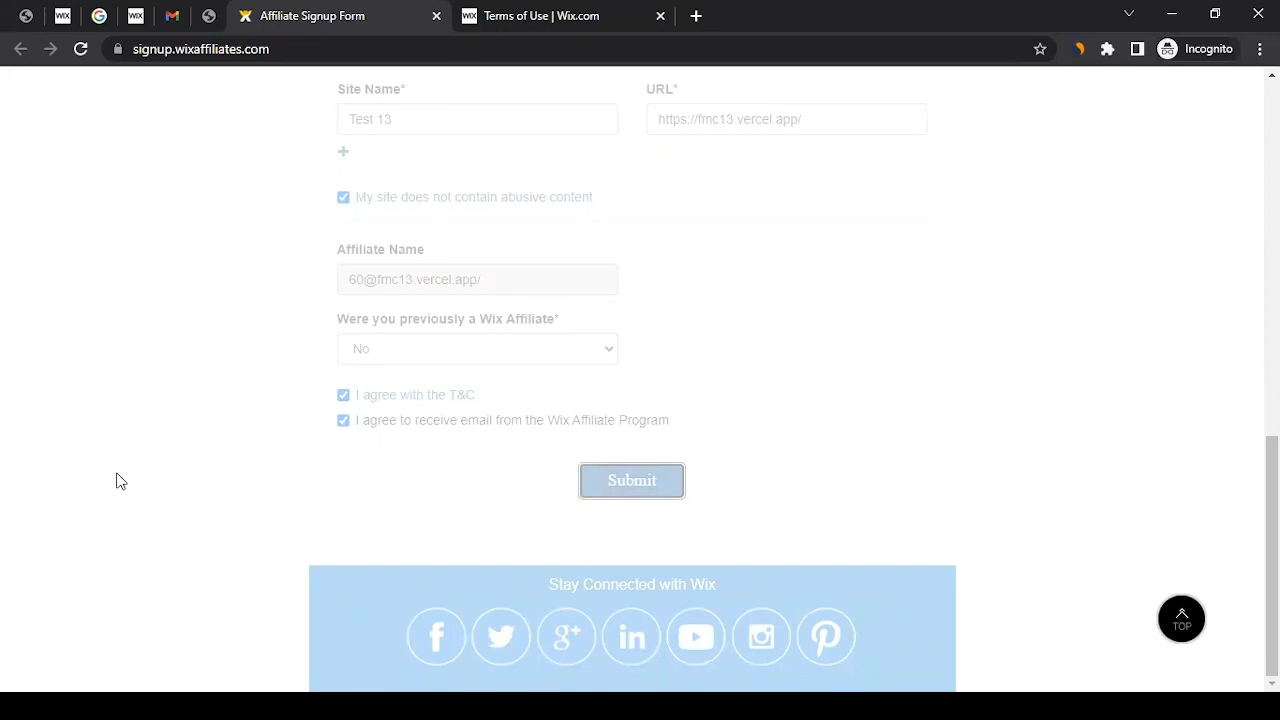 WIX
WIX
Affiliate Signup Form
WIX
Terms of Use | Wix.com
signup.wixaffiliates.com
Incognito
Site Name*
URL*
Test 13
https://fmc13.vercel.app/
My site does not contain abusive content
Affiliate Name
60@fmc13.vercel.app/
Were you previously a Wix Affiliate*
No
I agree with the T&C
I agree to receive email from the Wix Affiliate Program
Submit
Stay Connected with Wix
TOP